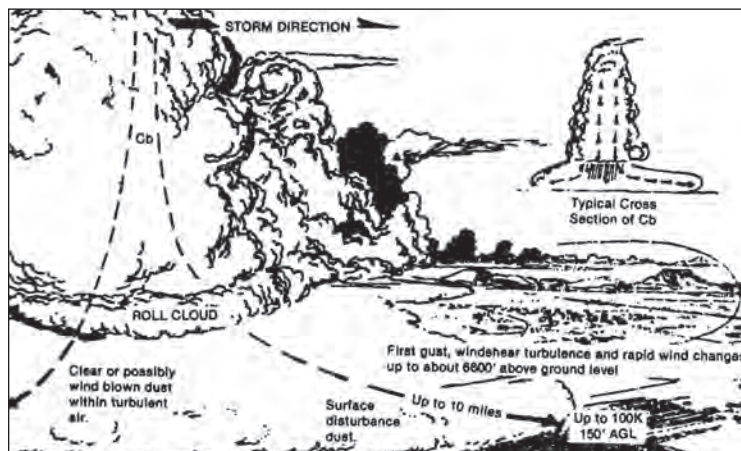 STORM DIRECTION
Cb
Typical Cross
Section of Cb
ROLL CLOUD
First gust, windshear turbulence and rapid wind changes
up to about 6600' above ground level
Clear or possibly
wind blown dust
within turbulent
air.
Surface
disturbance
dust.
Up to 10 miles
Up to 100K
150' AGL